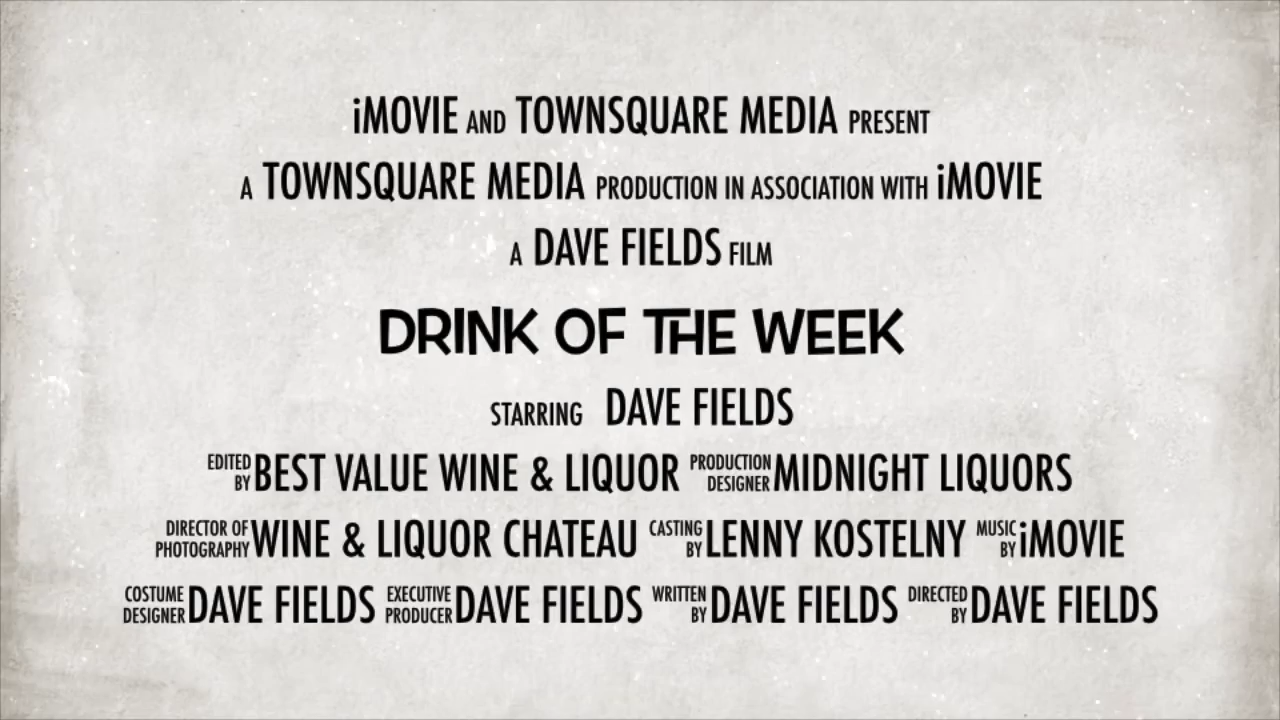 iMOVIE AND TOWNSQUARE MEDIA PRESENT
A TOWNSQUARE MEDIA PRODUCTION IN ASSOCIATION WITH iMOVIE
A DAVE FIELDS FILM
DRINK OF THE WEEK
STARRING DAVE FIELDS
EDITED BY BEST VALUE WINE & LIQUOR PRODUCTION DESIGNER MIDNIGHT LIQUORS
DIRECTOR OF PHOTOGRAPHY WINE & LIQUOR CHATEAU CASTING BY LENNY KOSTELNY MUSIC BY iMOVIE
COSTUME DESIGNER DAVE FIELDS EXECUTIVE PRODUCER DAVE FIELDS WRITTEN BY DAVE FIELDS DIRECTED BY DAVE FIELDS